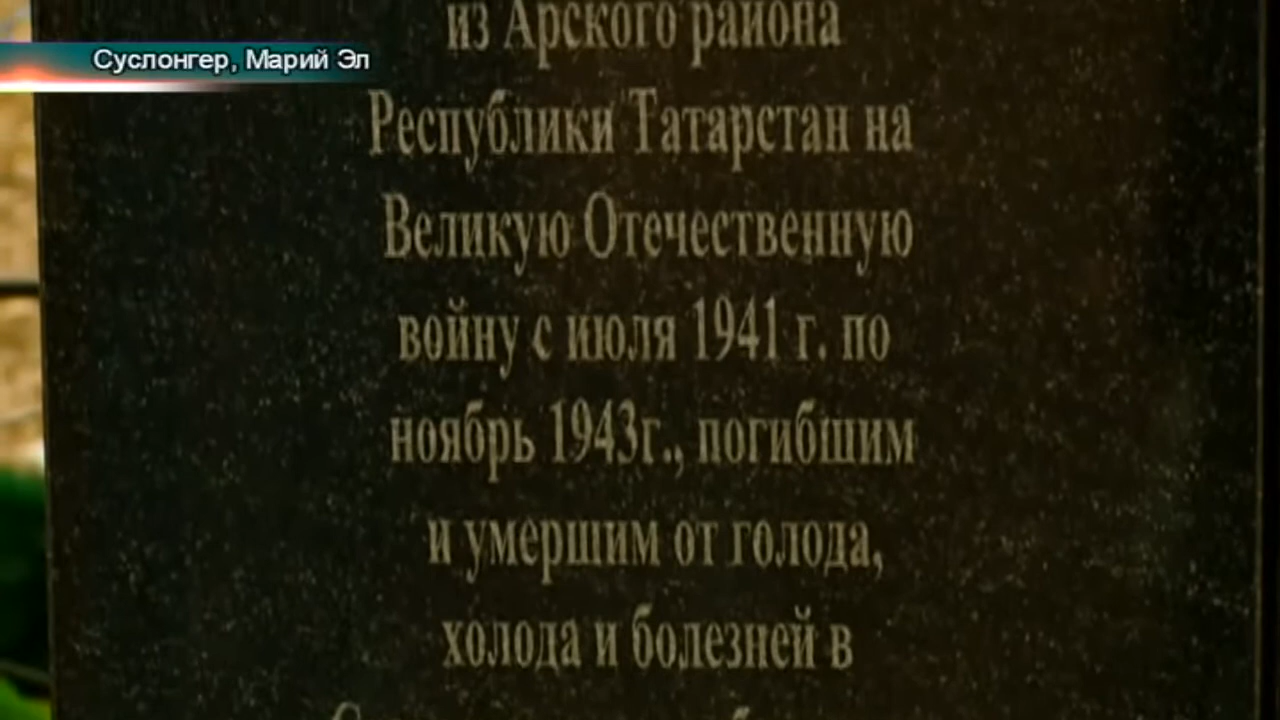 из Арского района
Суслонгер, Марий Эл
Республики Татарстан на
Великую Отечественную
войну с июля 1941 г. по
ноябрь 1943г., погибшим
и умершим от голода,
холода и болезней в